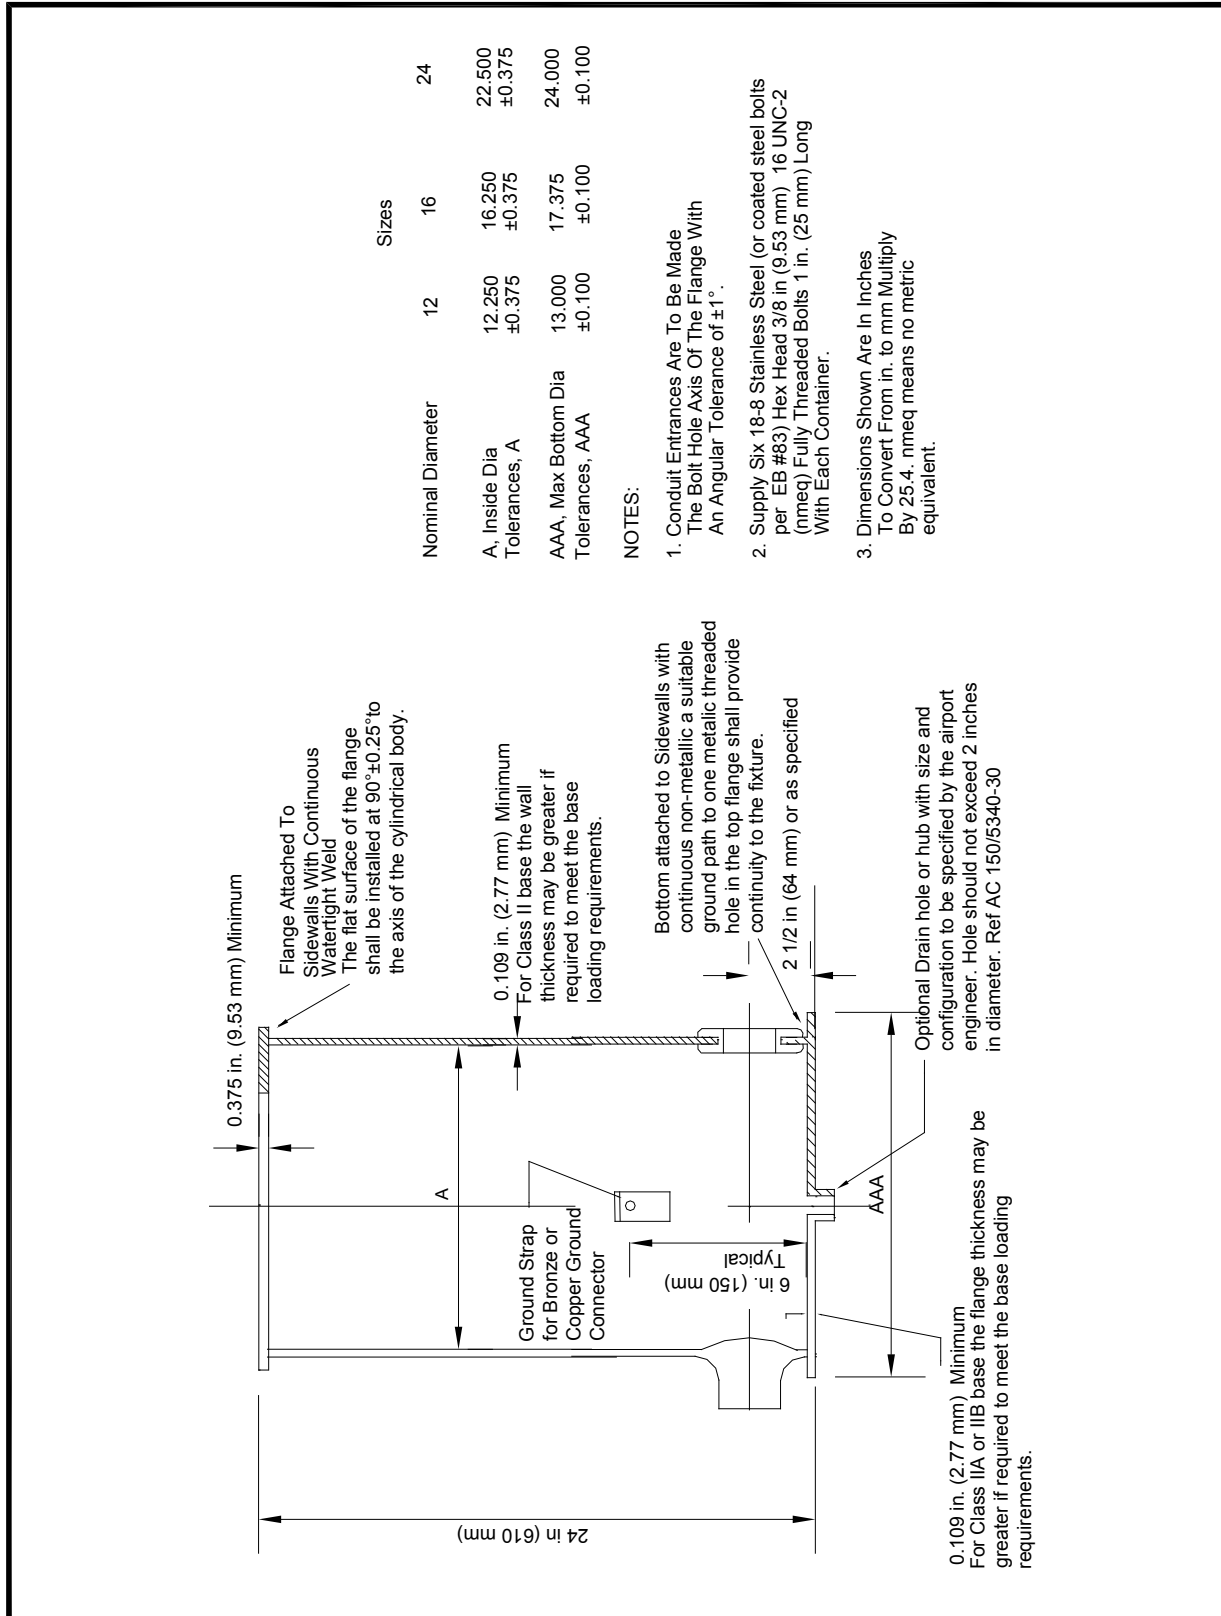 0.375 in. (9.53 mm) Minimum
Flange Attached To
Sidewalls With Continuous
Watertight Weld
The flat surface of the flange
shall be installed at 90°±0.25°to
the axis of the cylindrical body.
0.109 in. (2.77 mm) Minimum
For Class II base the wall
thickness may be greater if
required to meet the base
loading requirements.
A
Ground Strap
for Bronze or
Copper Ground
Connector
6 in. (150 mm)
Typical
24 in (610 mm)
Bottom attached to Sidewalls with
continuous non-metallic a suitable
ground path to one metalic threaded
hole in the top flange shall provide
continuity to the fixture.
2 1/2 in (64 mm) or as specified
AAA
Optional Drain hole or hub with size and
configuration to be specified by the airport
engineer. Hole should not exceed 2 inches
in diameter. Ref AC 150/5340-30
0.109 in. (2.77 mm) Minimum
For Class IIA or IIB base the flange thickness may be
greater if required to meet the base loading
requirements.
Sizes
Nominal Diameter 12 16 24
A, Inside Dia 12.250 16.250 22.500
Tolerances, A ±0.375 ±0.375 ±0.375
AAA, Max Bottom Dia 13.000 17.375 24.000
Tolerances, AAA ±0.100 ±0.100 ±0.100
NOTES:
1. Conduit Entrances Are To Be Made
The Bolt Hole Axis Of The Flange With
An Angular Tolerance of ±1°.
2. Supply Six 18-8 Stainless Steel (or coated steel bolts
per EB #83) Hex Head 3/8 in (9.53 mm) 16 UNC-2
(nmeq) Fully Threaded Bolts 1 in. (25 mm) Long
With Each Container.
3. Dimensions Shown Are In Inches
To Convert From in. to mm Multiply
By 25.4. nmeq means no metric
equivalent.